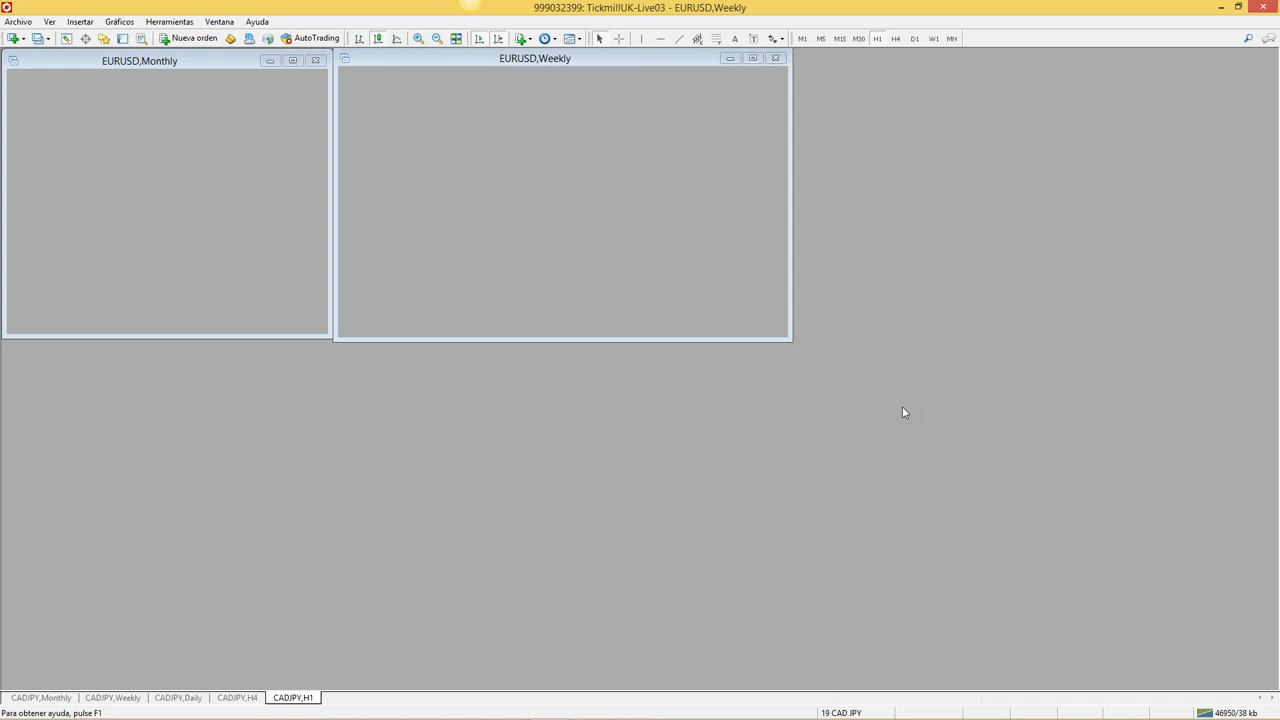 999032399: TickmillUK-Live03 - EURUSD,Weekly
Archivo Ver Insertar Gráficos Herramientas Ventana Ayuda
Nueva orden AutoTrading A T M1 M5 M15 M30 H1 H4 D1 W1 MN
EURUSD,Monthly EURUSD,Weekly
CADJPY,Monthly CADJPY,Weekly CADJPY,Daily CADJPY,H4 CADJPY,H1
Para obtener ayuda, pulse F1 19 CAD JPY 46950/38 kb